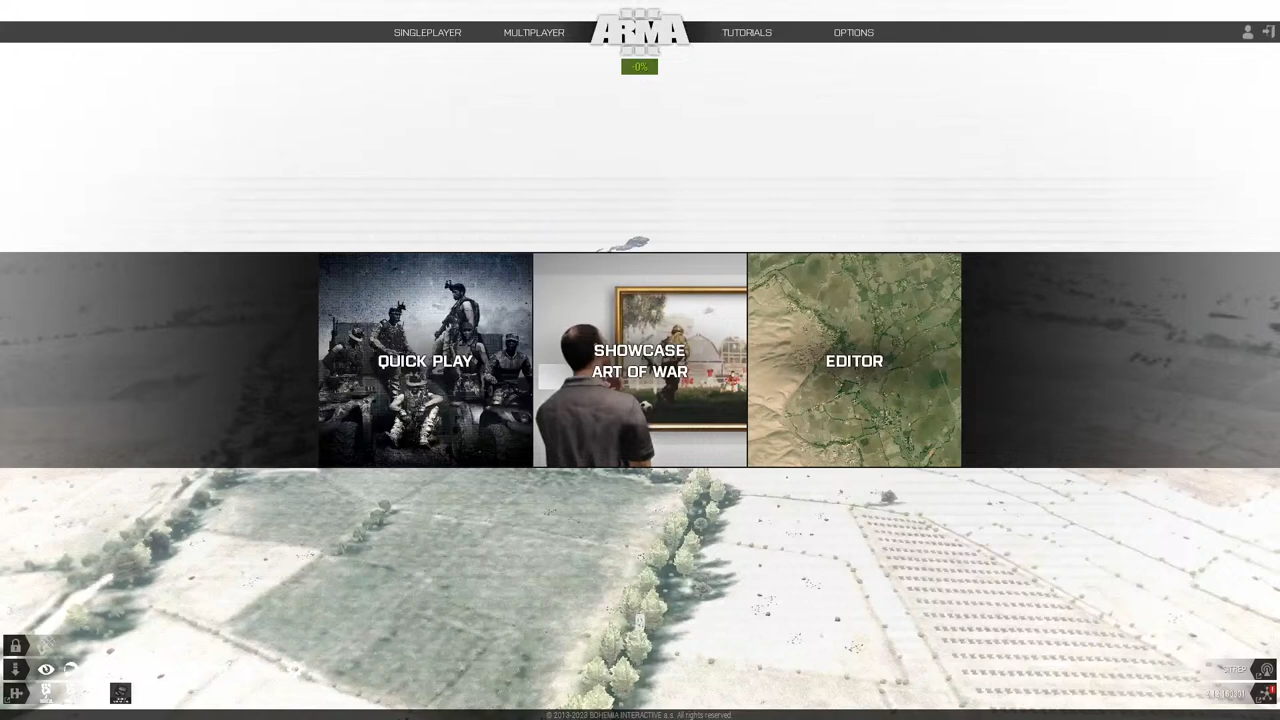 SINGLEPLAYER
MULTIPLAYER
ARMA
TUTORIALS
OPTIONS
-0%
QUICK PLAY
SHOWCASE
ART OF WAR
EDITOR
SITREP
© 2013-2023 BOHEMIA INTERACTIVE a.s. All rights reserved.